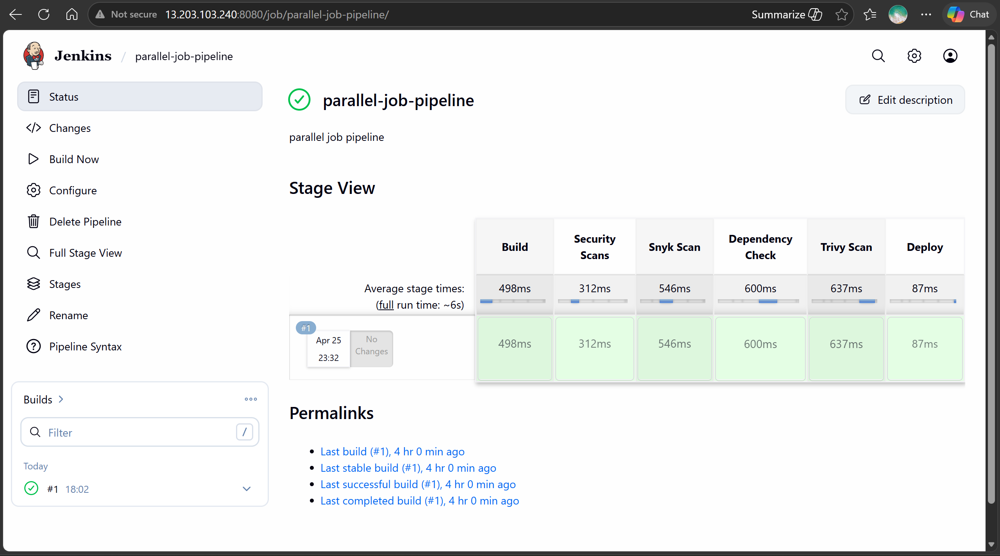 Not secure 13.203.103.240:8080/job/parallel-job-pipeline/ Summarize Chat
Jenkins / parallel-job-pipeline
Status
Changes
Build Now
Configure
Delete Pipeline
Full Stage View
Stages
Rename
Pipeline Syntax
Builds
Filter /
Today
#1 18:02
parallel-job-pipeline
Edit description
parallel job pipeline
Stage View
Build
Security
Scans
Snyk Scan
Dependency
Check
Trivy Scan
Deploy
Average stage times:
(full run time: ~6s)
498ms 312ms 546ms 600ms 637ms 87ms
#1
Apr 25
23:32
No
Changes
498ms 312ms 546ms 600ms 637ms 87ms
Permalinks
Last build (#1), 4 hr 0 min ago
Last stable build (#1), 4 hr 0 min ago
Last successful build (#1), 4 hr 0 min ago
Last completed build (#1), 4 hr 0 min ago